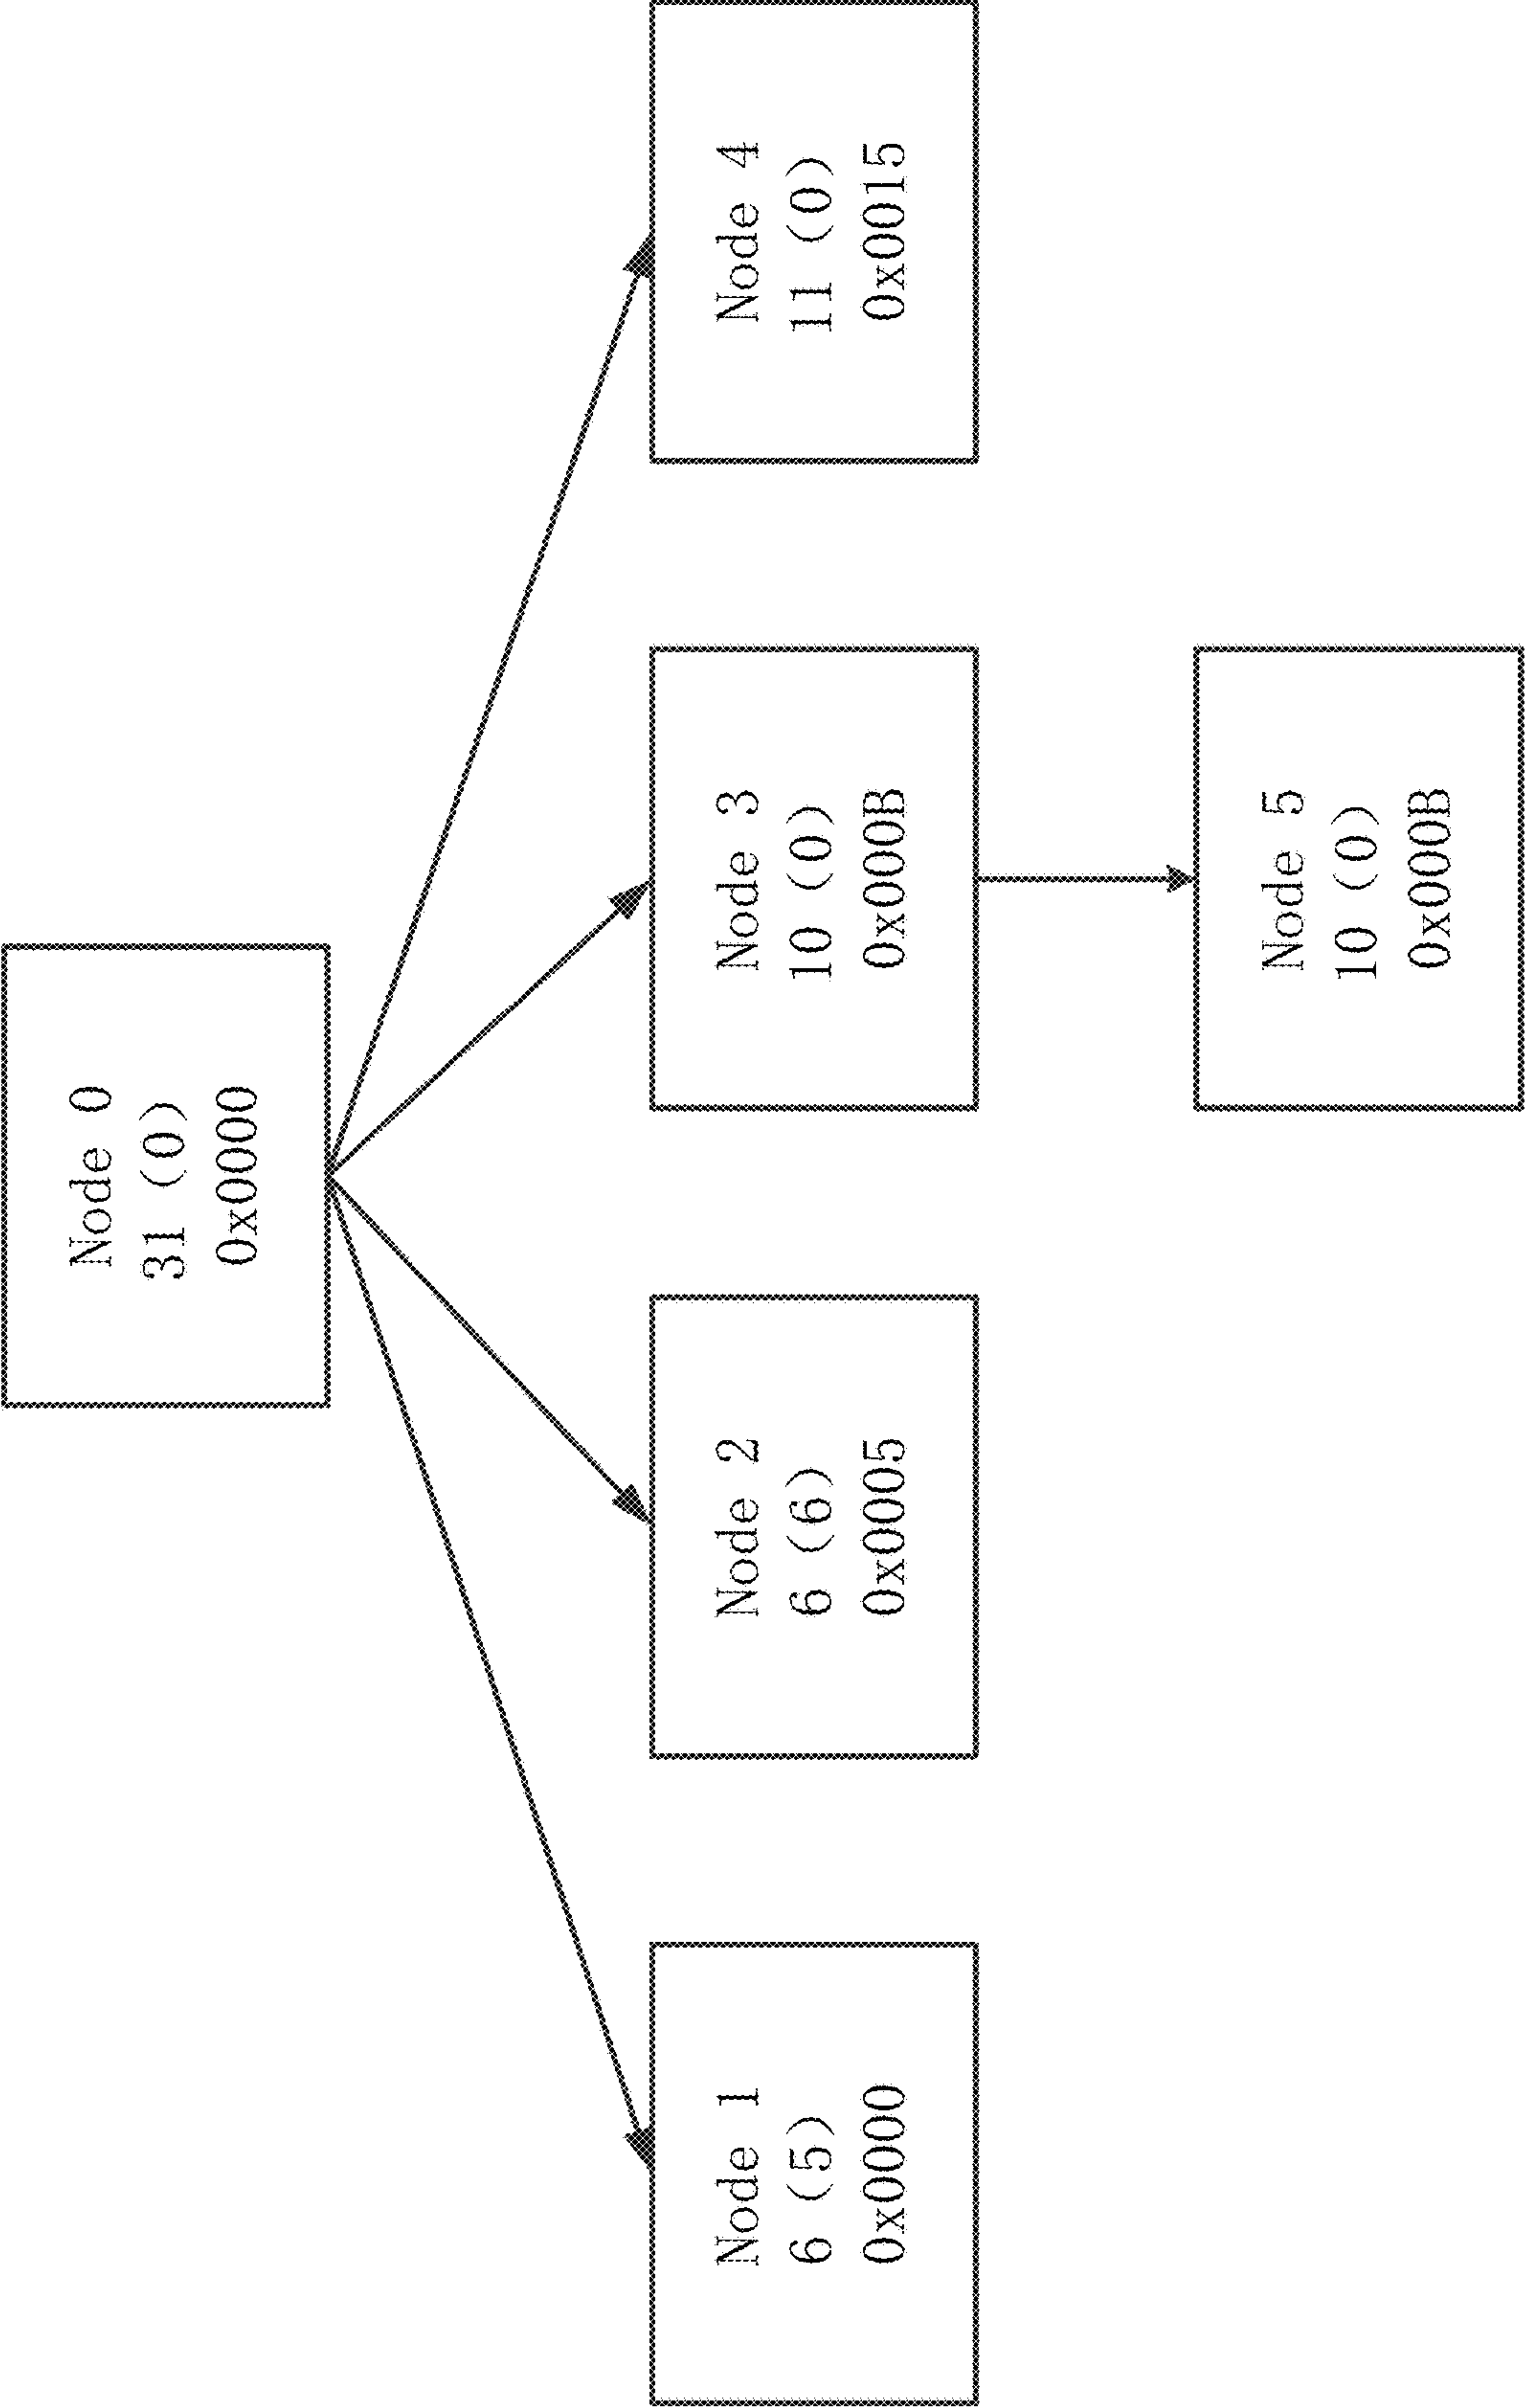 Node 0
31 (0)
0x0000
Node 1
6 (5)
0x0000
Node 2
6 (6)
0x0005
Node 3
10 (0)
0x000B
Node 4
11 (0)
0x0015
Node 5
10 (0)
0x000B